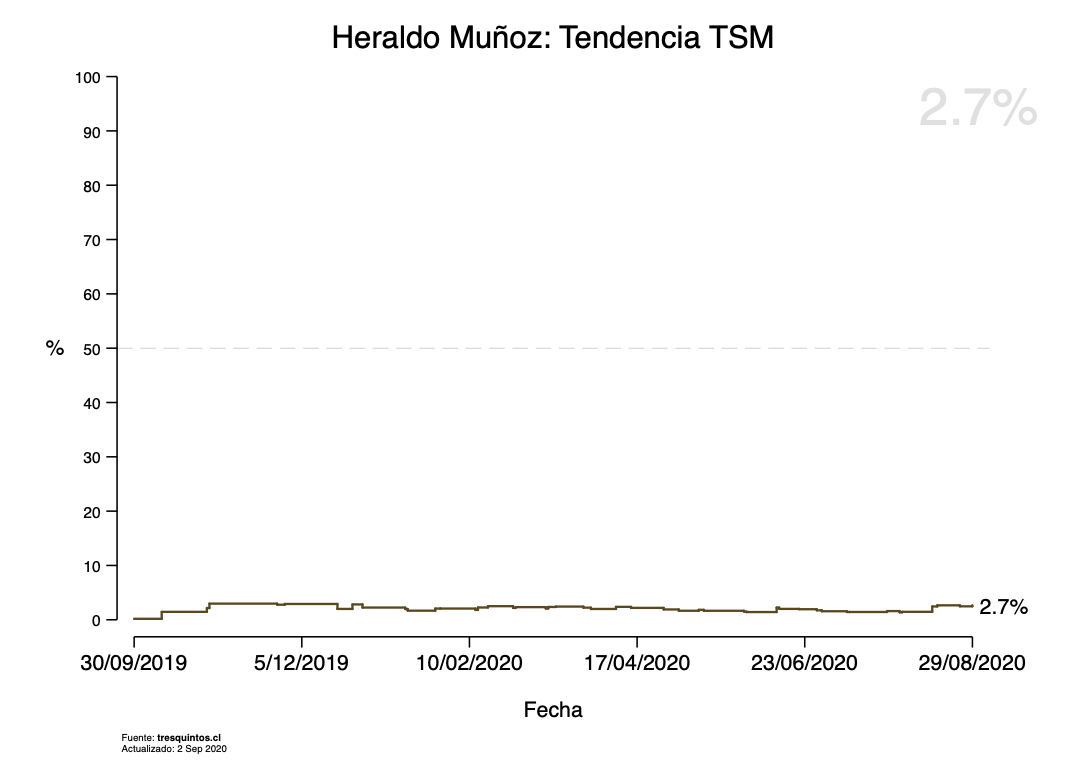 Heraldo Muñoz: Tendencia TSM
2.7%
100
90
80
70
60
% 50
40
30
20
10
0
2.7%
30/09/2019 5/12/2019 10/02/2020 17/04/2020 23/06/2020 29/08/2020
Fecha
Fuente: tresquintos.cl
Actualizado: 2 Sep 2020